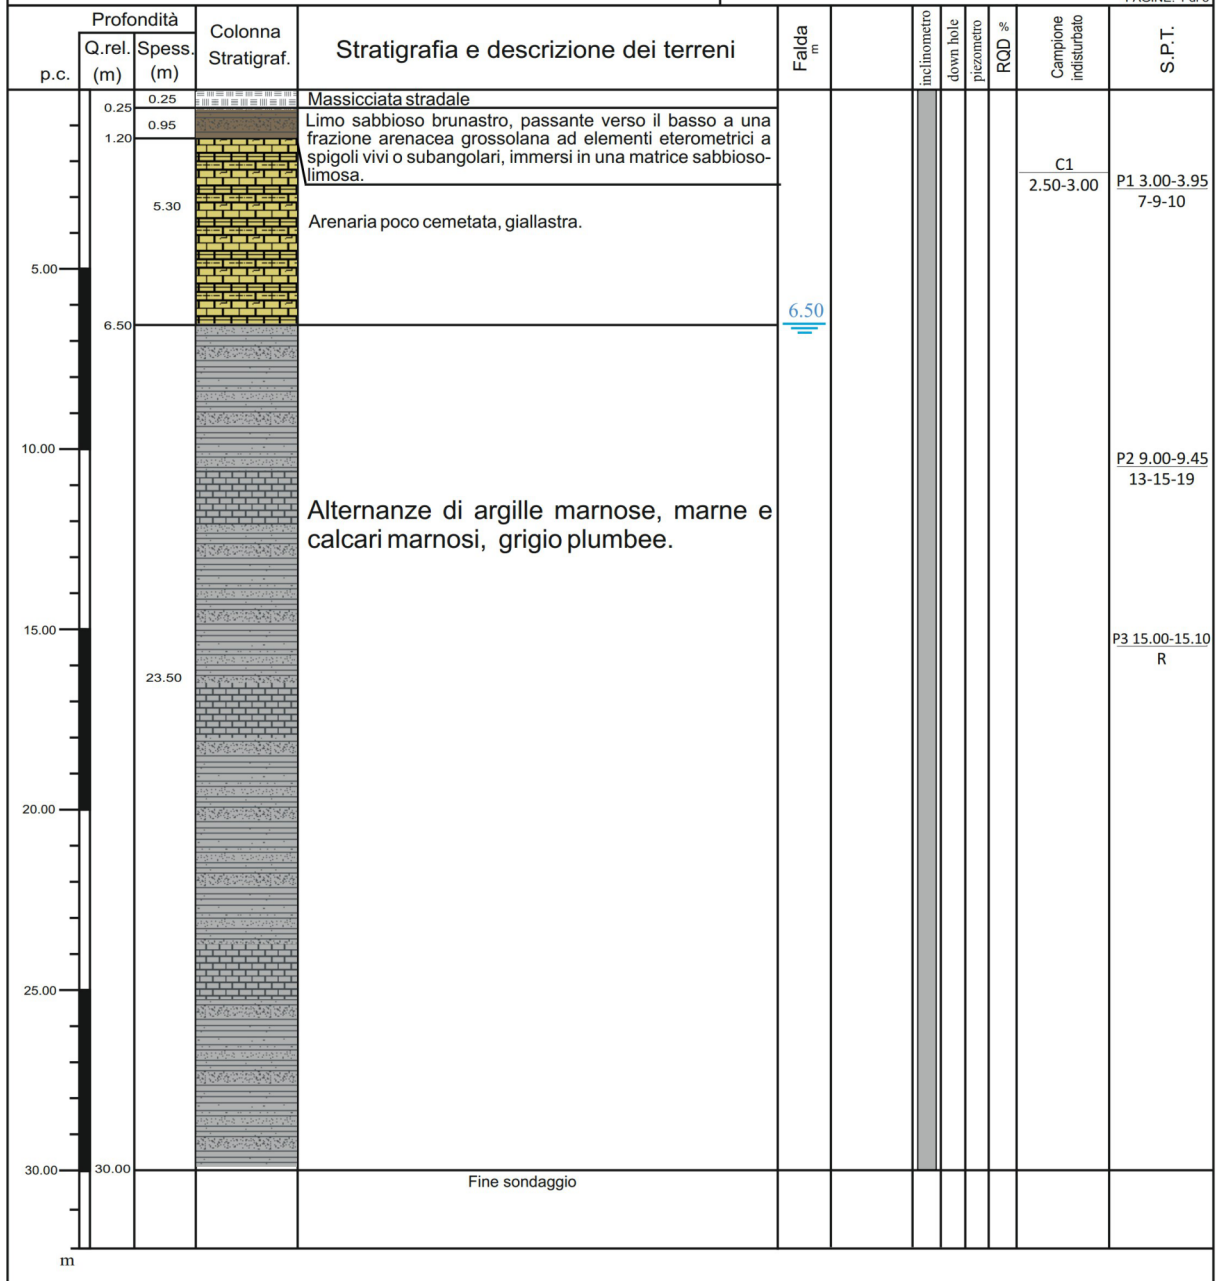 Profondità
Q.rel. Spess.
p.c. (m) (m)
Colonna
Stratigraf.
Stratigrafia e descrizione dei terreni
Falda
m
inclinometro
down hole
piezometro
RQD %
Campione
indisturbato
S.P.T.
0.25 Massicciata stradale
0.25
0.95
1.20
Limo sabbioso brunastro, passante verso il basso a una
frazione arenacea grossolana ad elementi eterometrici a
spigoli vivi o subangolari, immersi in una matrice sabbioso-
limosa.
C1
2.50-3.00
P1 3.00-3.95
7-9-10
5.30
Arenaria poco cemetata, giallastra.
5.00
6.50
6.50
10.00
P2 9.00-9.45
13-15-19
Alternanze di argille marnose, marne e
calcari marnosi, grigio plumbee.
15.00
P3 15.00-15.10
R
23.50
20.00
25.00
30.00 30.00
Fine sondaggio
m